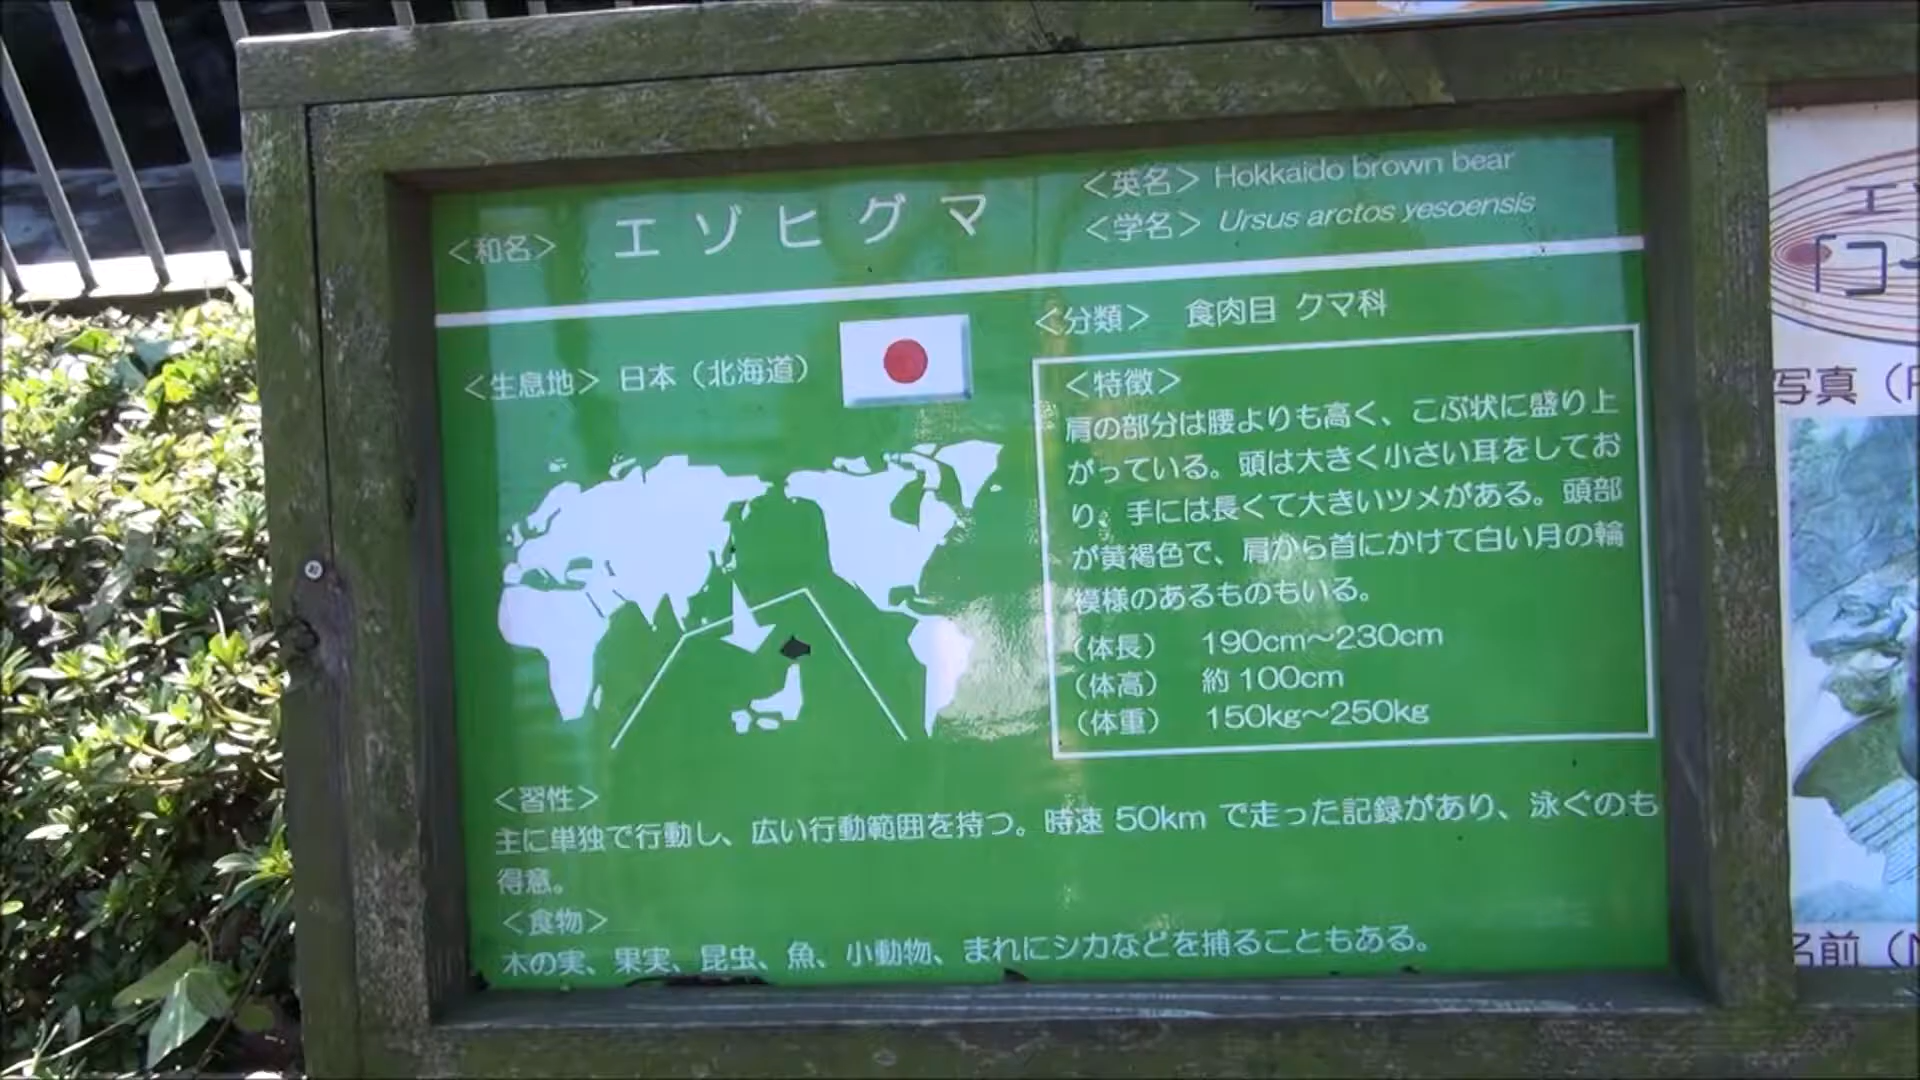 <和名> エゾヒグマ
<英名> Hokkaido brown bear
<学名> Ursus arctos yesoensis
<生息地> 日本（北海道）
<分類> 食肉目 クマ科
<特徴>
肩の部分は腰よりも高く、こぶ状に盛り上
がっている。頭は大きく小さい耳をしてお
り、手には長くて大きいツメがある。頭部
が黄褐色で、肩から首にかけて白い月の輪
模様のあるものもいる。
（体長） 190cm～230cm
（体高） 約100cm
（体重） 150kg～250kg
<習性>
主に単独で行動し、広い行動範囲を持つ。時速 50km で走った記録があり、泳ぐのも
得意。
<食物>
木の実、果実、昆虫、魚、小動物、まれにシカなどを捕ることもある。
写真（
名前（